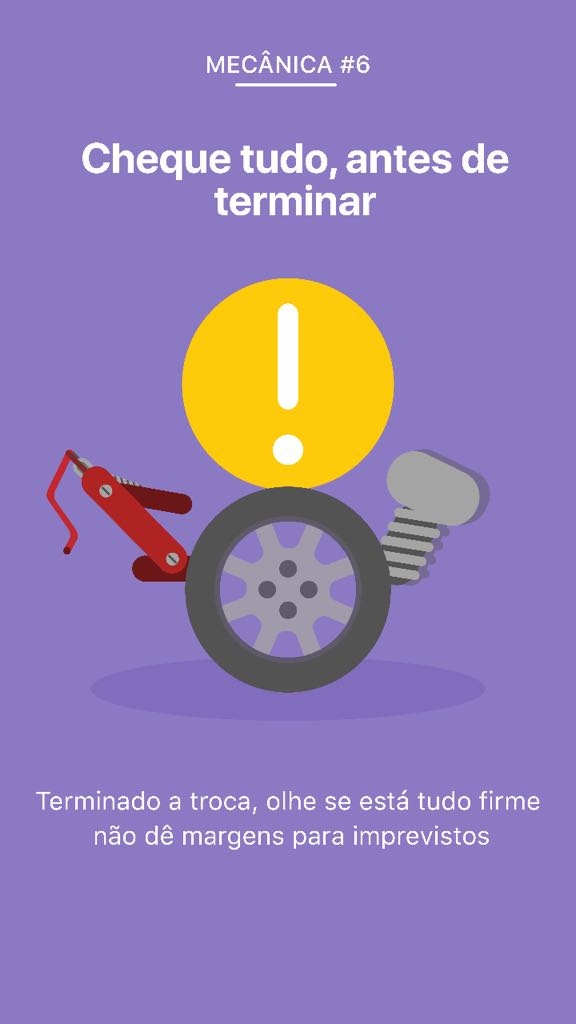 MECÂNICA #6
Cheque tudo, antes de
terminar
Terminado a troca, olhe se está tudo firme
não dê margens para imprevistos